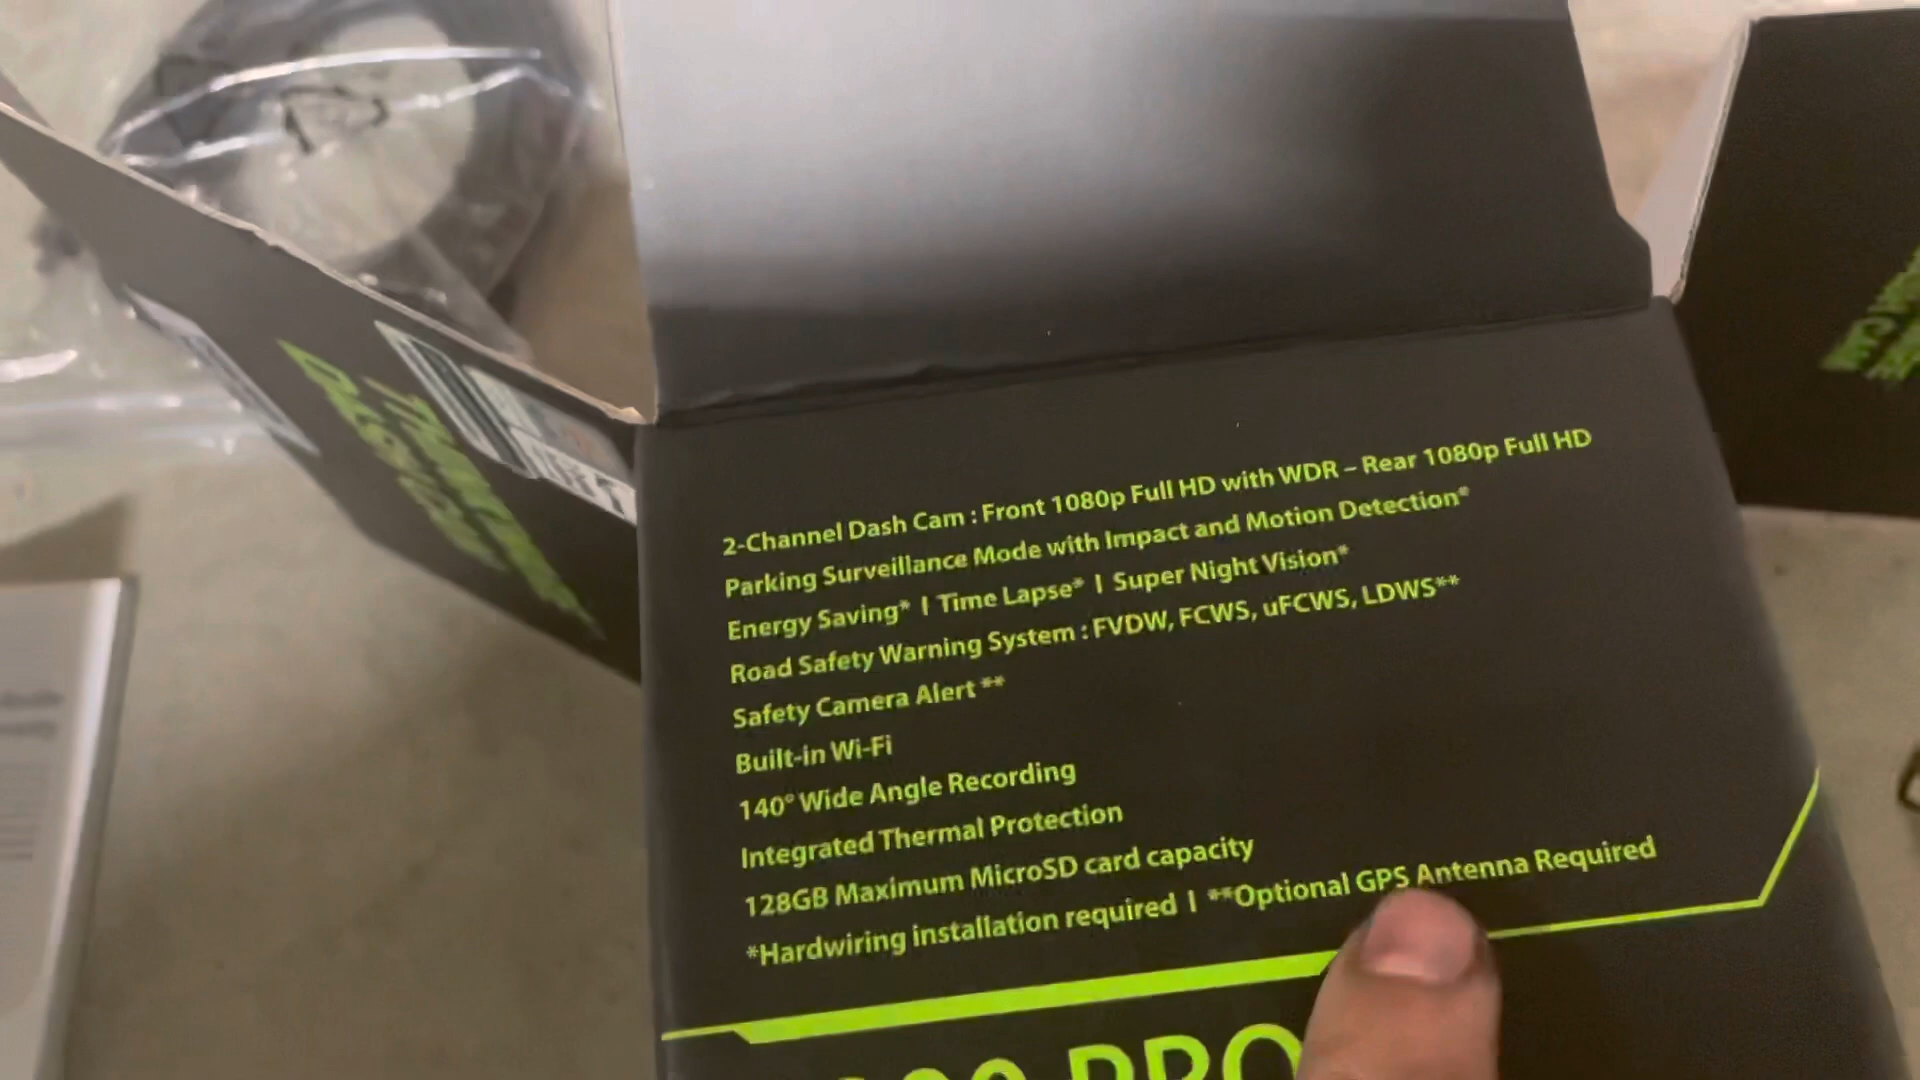 2-Channel Dash Cam : Front 1080p Full HD with WDR – Rear 1080p Full HD
Parking Surveillance Mode with Impact and Motion Detection*
Energy Saving* | Time Lapse* | Super Night Vision*
Road Safety Warning System : FVDW, FCWS, uFCWS, LDWS**
Safety Camera Alert **
Built-in Wi-Fi
140° Wide Angle Recording
Integrated Thermal Protection
128GB Maximum MicroSD card capacity
*Hardwiring installation required | **Optional GPS Antenna Required
PRO